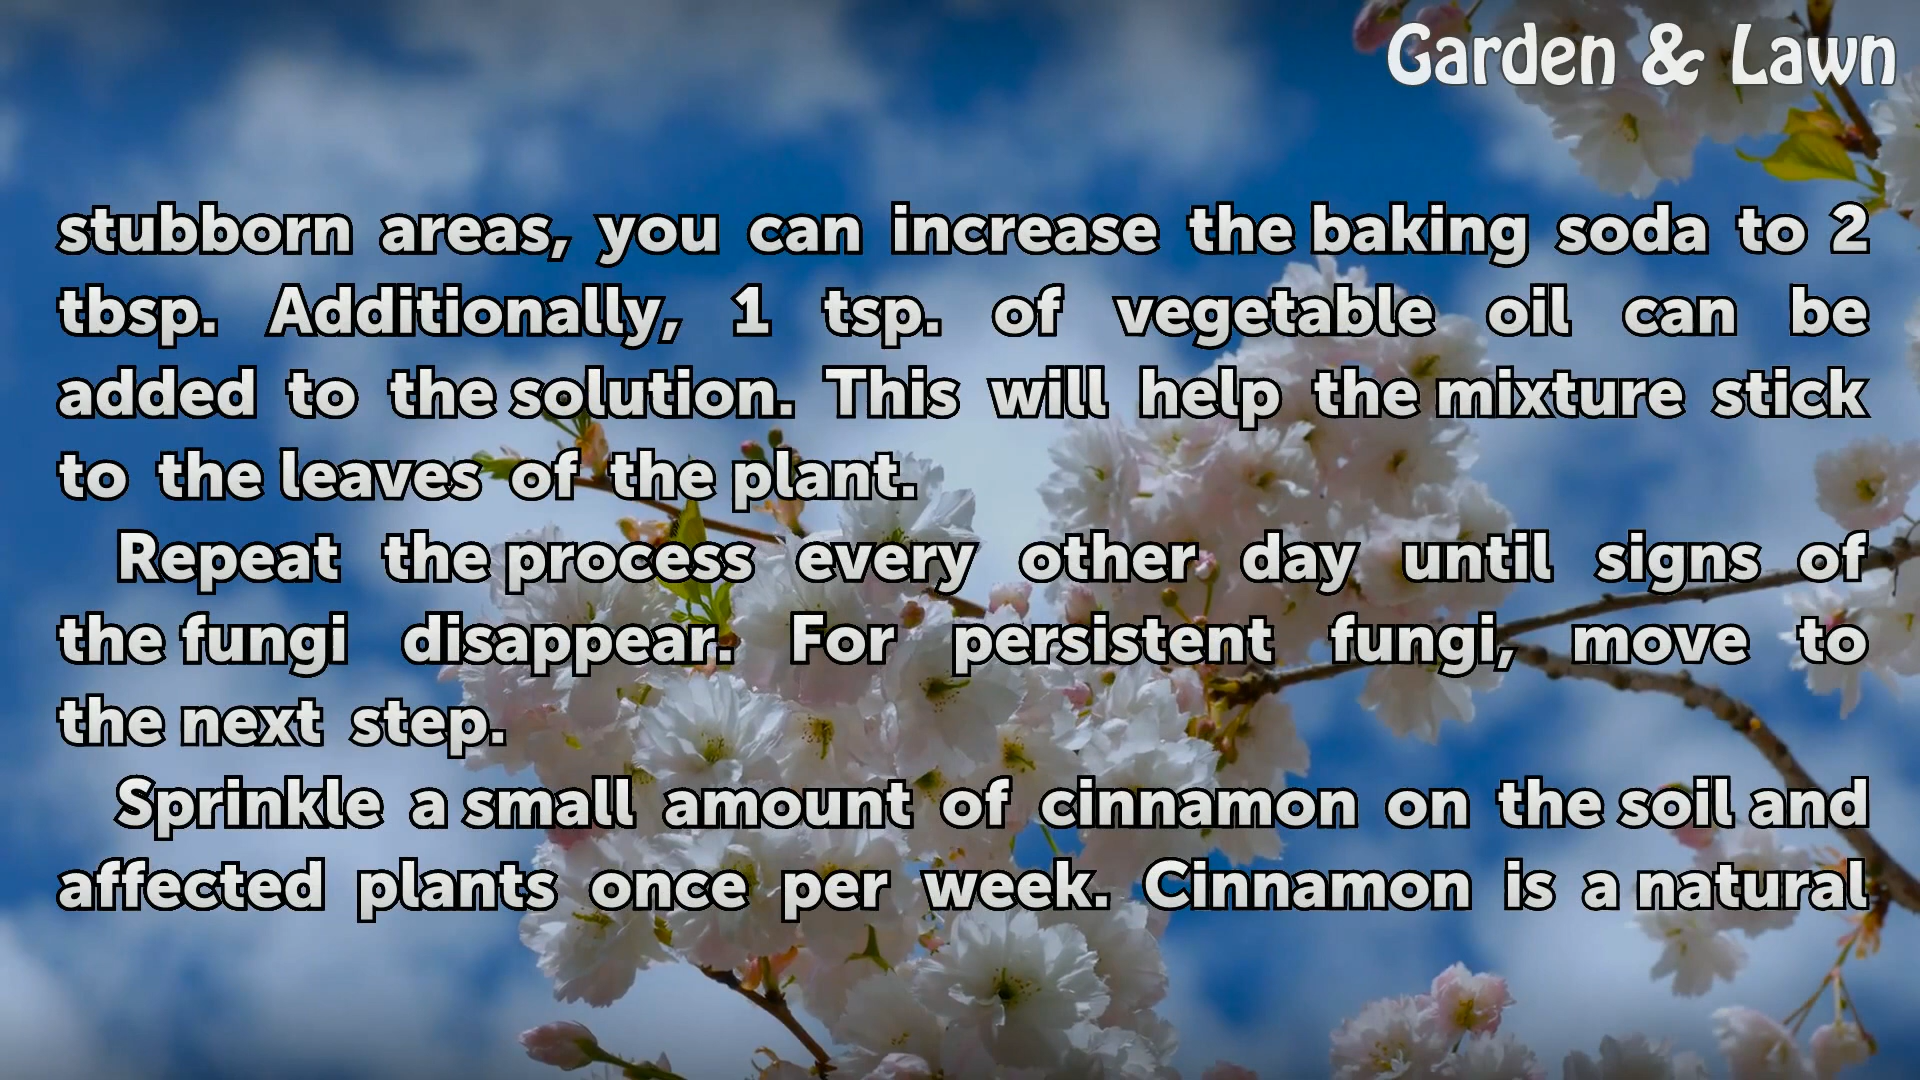 Garden & Lawn
stubborn areas, you can increase the baking soda to 2
tbsp. Additionally, 1 tsp. of vegetable oil can be
added to the solution. This will help the mixture stick
to the leaves of the plant.
Repeat the process every other day until signs of
the fungi disappear. For persistent fungi, move to
the next step.
Sprinkle a small amount of cinnamon on the soil and
affected plants once per week. Cinnamon is a natural